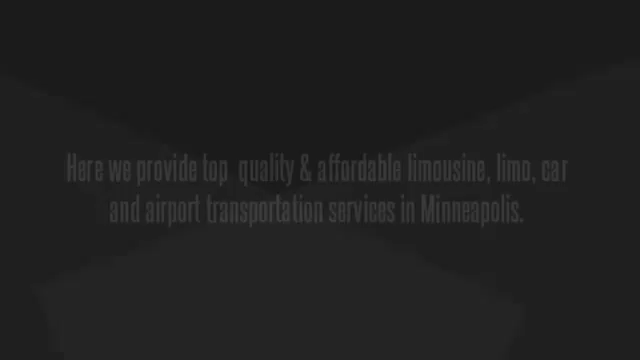 Here we provide top quality & affordable limousine, limo, car
and airport transportation services in Minneapolis.